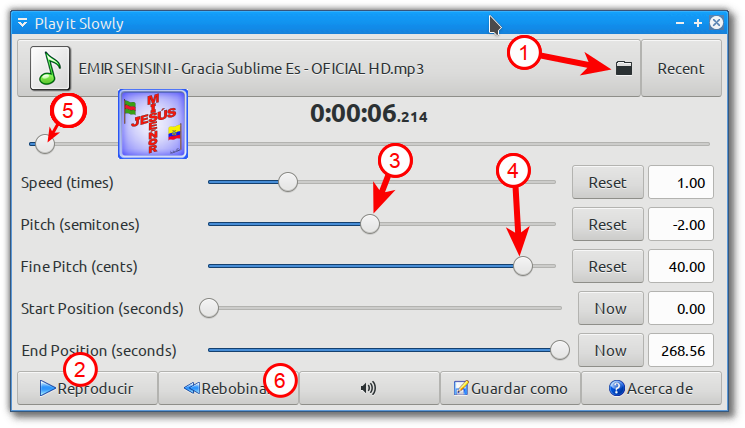 Play it Slowly
1
EMIR SENSINI - Gracia Sublime Es - OFICIAL HD.mp3
Recent
5
MI SEÑOR
JESÚS
0:00:06.214
3
4
Speed (times)
Reset
1.00
Pitch (semitones)
Reset
-2.00
Fine Pitch (cents)
Reset
40.00
Start Position (seconds)
Now
0.00
End Position (seconds)
Now
268.56
2
6
Reproducir
Rebobinar
Guardar como
Acerca de